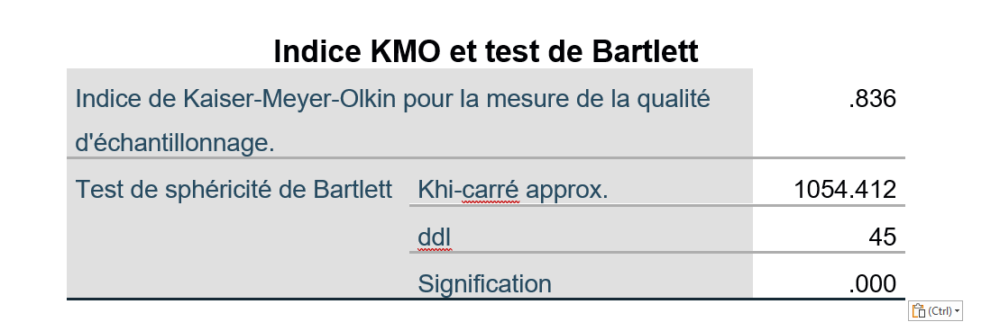 Indice KMO et test de Bartlett
Indice de Kaiser-Meyer-Olkin pour la mesure de la qualité
d'échantillonnage.
.836
Test de sphéricité de Bartlett
Khi-carré approx.
1054.412
ddl
45
Signification
.000
(Ctrl)